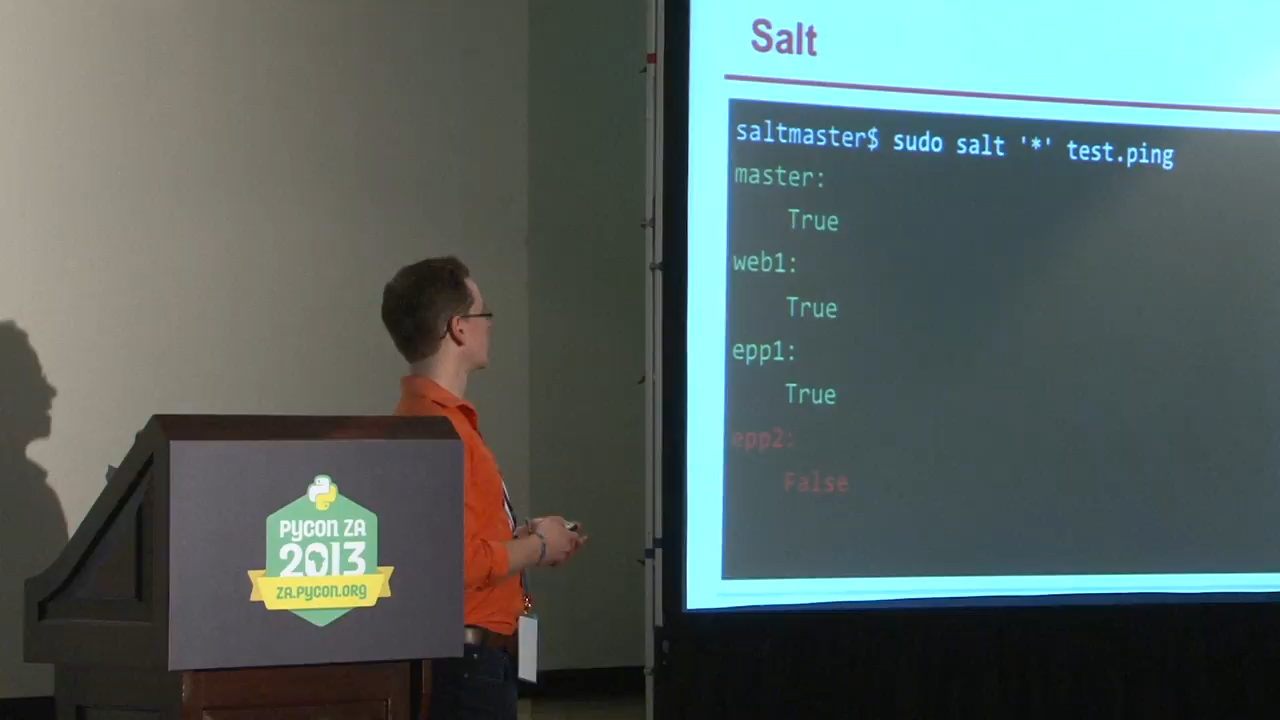 Salt
saltmaster$ sudo salt '*' test.ping
master:
True
web1:
True
epp1:
True
epp2:
False
PYCON ZA
2013
ZA.PYCON.ORG